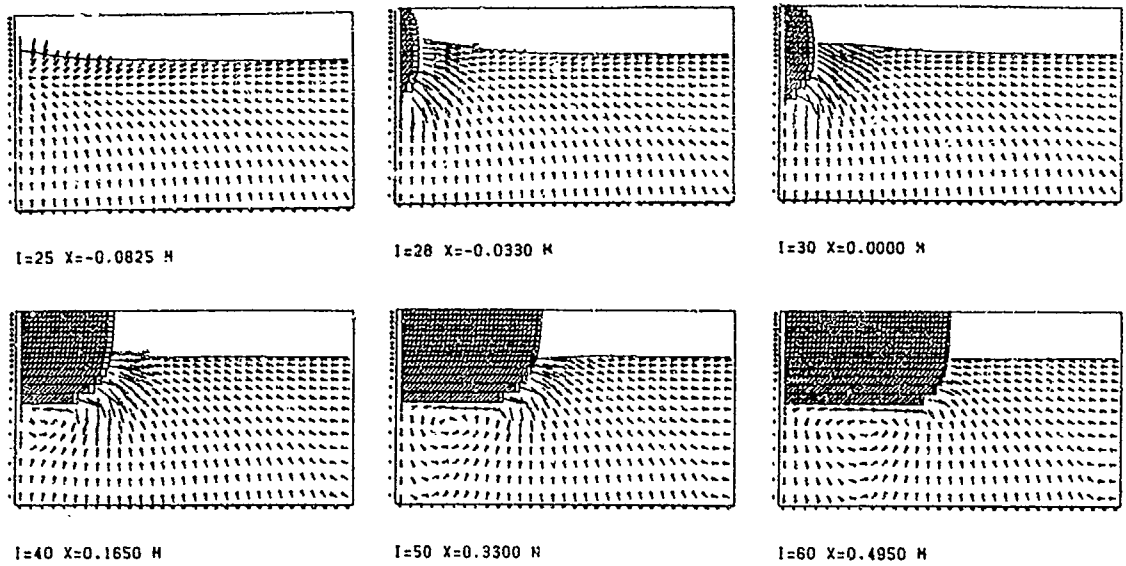 I=25 X=-0.0825 M
I=28 X=-0.0330 M
I=30 X=0.0000 M
I=40 X=0.1650 M
I=50 X=0.3300 M
I=60 X=0.4950 M